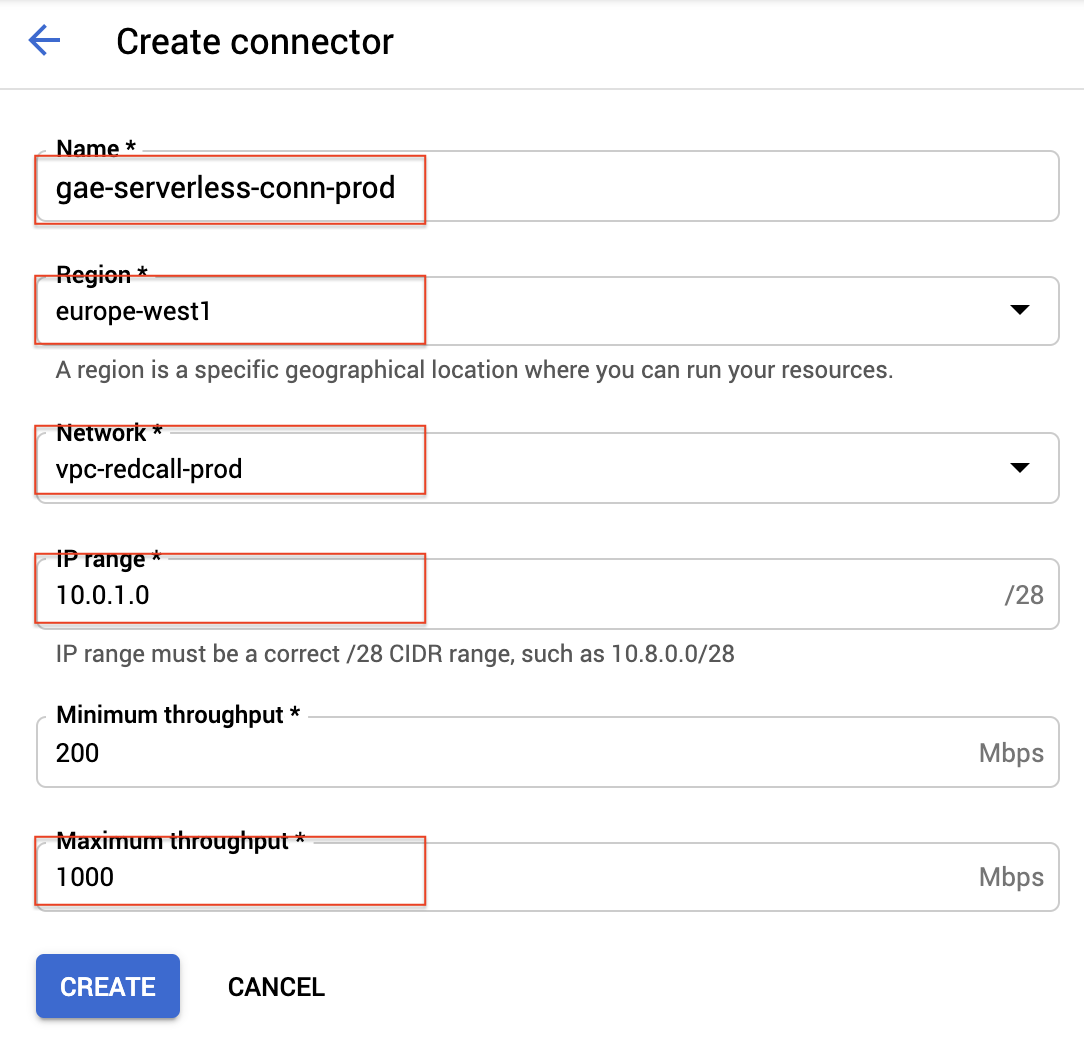 Create connector
Name *
gae-serverless-conn-prod
Region *
europe-west1
A region is a specific geographical location where you can run your resources.
Network *
vpc-redcall-prod
IP range *
10.0.1.0
/28
IP range must be a correct /28 CIDR range, such as 10.8.0.0/28
Minimum throughput *
200
Mbps
Maximum throughput *
1000
Mbps
CREATE
CANCEL